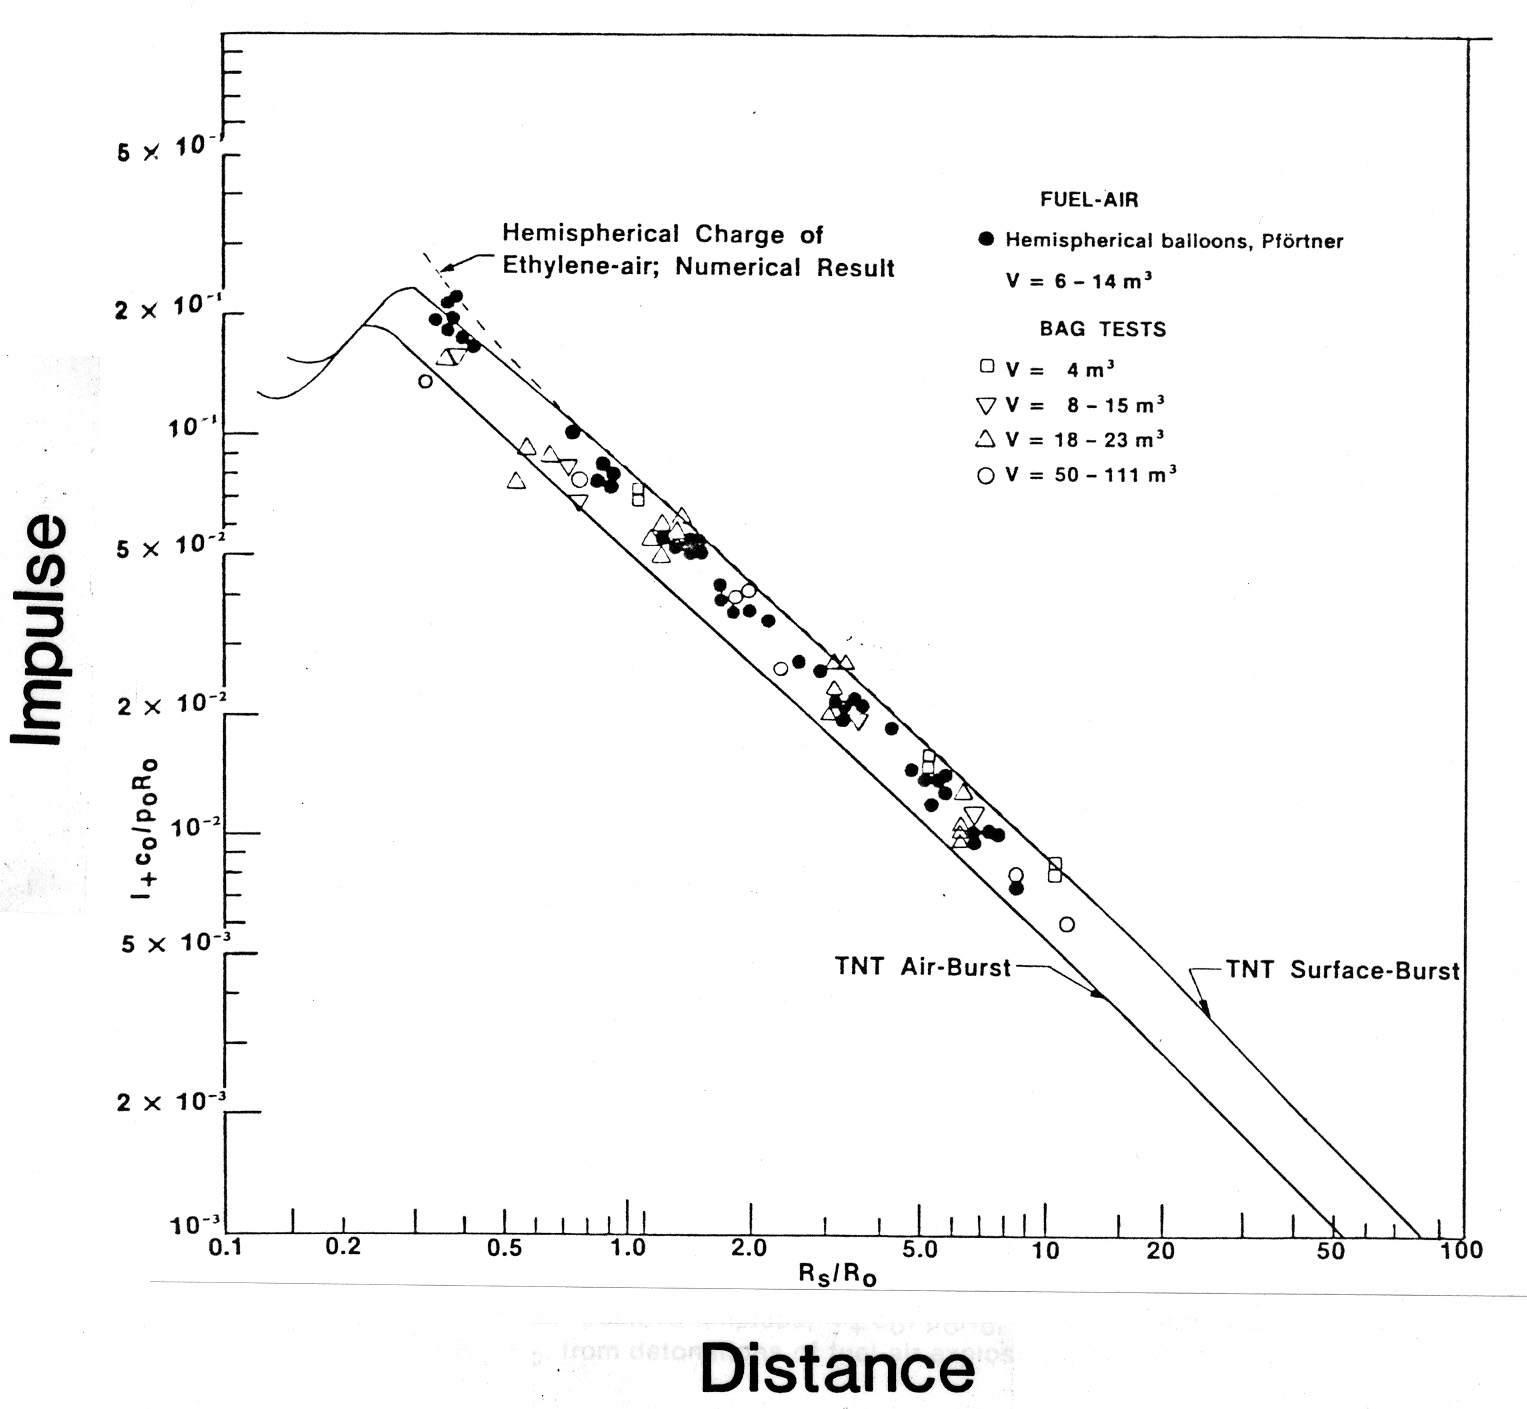 5 × 10⁻¹
2 × 10⁻¹
10⁻¹
5 × 10⁻²
2 × 10⁻²
10⁻²
5 × 10⁻³
2 × 10⁻³
10⁻³
Impulse
I+c₀/p₀R₀
Hemispherical Charge of
Ethylene-air; Numerical Result
FUEL-AIR
Hemispherical balloons, Pförtner
V = 6 – 14 m³
BAG TESTS
V = 4 m³
V = 8 – 15 m³
V = 18 – 23 m³
V = 50 – 111 m³
TNT Air-Burst
TNT Surface-Burst
0.1 0.2 0.5 1.0 2.0 5.0 10 20 50 100
Rs/R₀
Distance